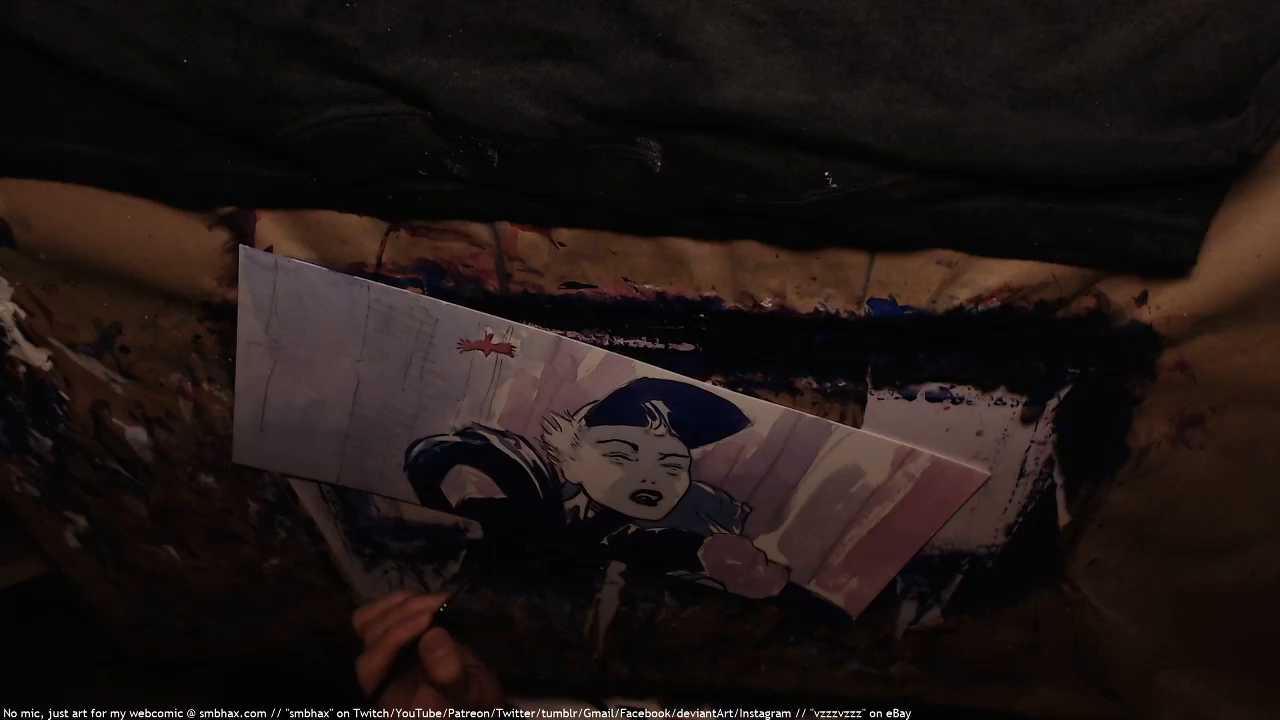 No mic, just art for my webcomic @ smbhax.com // "smbhax" on Twitch/YouTube/Patreon/Twitter/tumblr/Gmail/Facebook/deviantArt/Instagram // "vzzzvzzz" on eBay